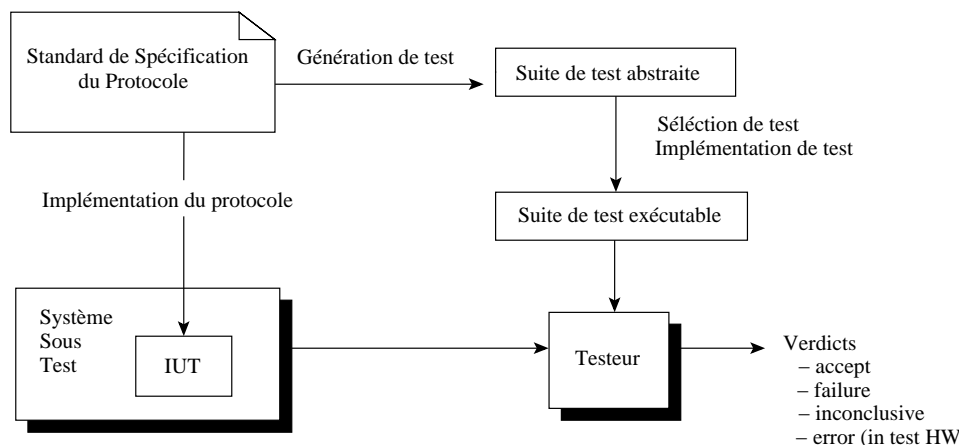 Standard de Spécification
du Protocole
Génération de test
Suite de test abstraite
Séléction de test
Implémentation de test
Implémentation du protocole
Suite de test exécutable
Système
Sous
Test
IUT
Testeur
Verdicts
– accept
– failure
– inconclusive
– error (in test HW